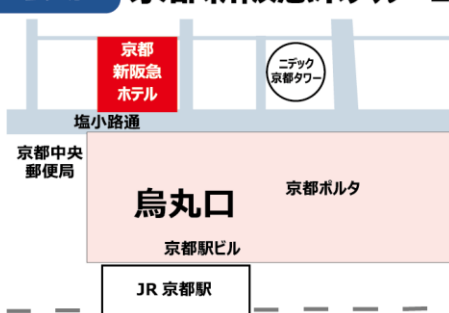 京都
新阪急
ホテル
ニデック
京都タワー
塩小路通
京都中央
郵便局
烏丸口
京都ポルタ
京都駅ビル
JR 京都駅